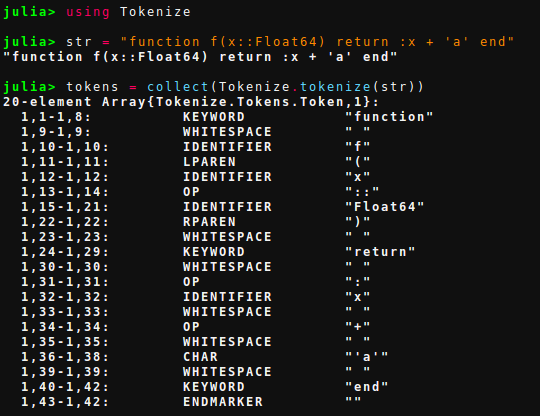 julia> using Tokenize
julia> str = "function f(x::Float64) return :x + 'a' end"
"function f(x::Float64) return :x + 'a' end"
julia> tokens = collect(Tokenize.tokenize(str))
20-element Array{Tokenize.Tokens.Token,1}:
1,1-1,8: KEYWORD "function"
1,9-1,9: WHITESPACE " "
1,10-1,10: IDENTIFIER "f"
1,11-1,11: LPAREN "("
1,12-1,12: IDENTIFIER "x"
1,13-1,14: OP "::"
1,15-1,21: IDENTIFIER "Float64"
1,22-1,22: RPAREN ")"
1,23-1,23: WHITESPACE " "
1,24-1,29: KEYWORD "return"
1,30-1,30: WHITESPACE " "
1,31-1,31: OP ":"
1,32-1,32: IDENTIFIER "x"
1,33-1,33: WHITESPACE " "
1,34-1,34: OP "+"
1,35-1,35: WHITESPACE " "
1,36-1,38: CHAR "'a'"
1,39-1,39: WHITESPACE " "
1,40-1,42: KEYWORD "end"
1,43-1,42: ENDMARKER ""